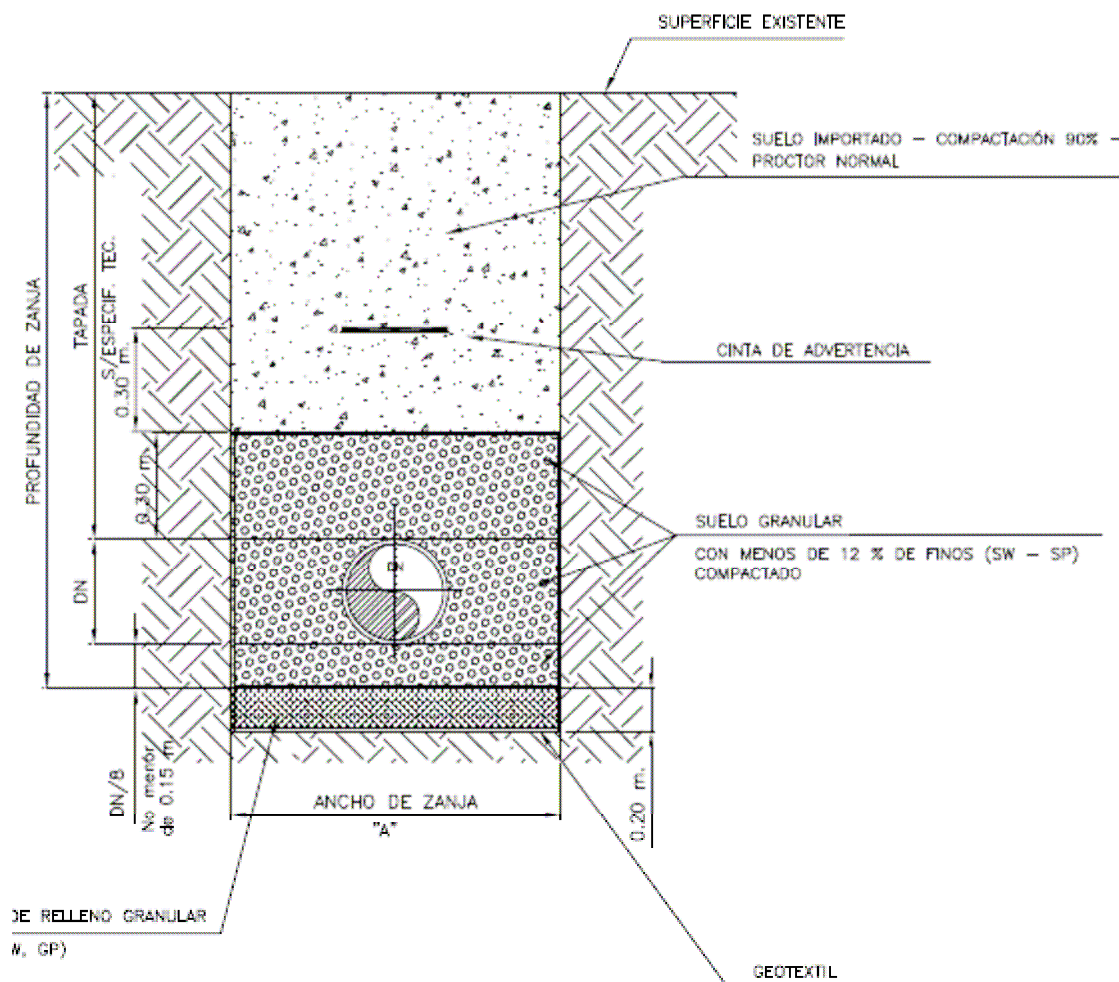 SUPERFICIE EXISTENTE
SUELO IMPORTADO – COMPACTACIÓN 90% –
PROCTOR NORMAL
PROFUNDIDAD DE ZANJA
TAPADA
S/ESPECIF. TEC.
0.30 m.
CINTA DE ADVERTENCIA
0.30 m.
SUELO GRANULAR
CON MENOS DE 12 % DE FINOS (SW – SP)
COMPACTADO
DN
DN
DN/8
No menor
de 0.15 m
ANCHO DE ZANJA
"A"
0.20 m.
DE RELLENO GRANULAR
W, GP)
GEOTEXTIL